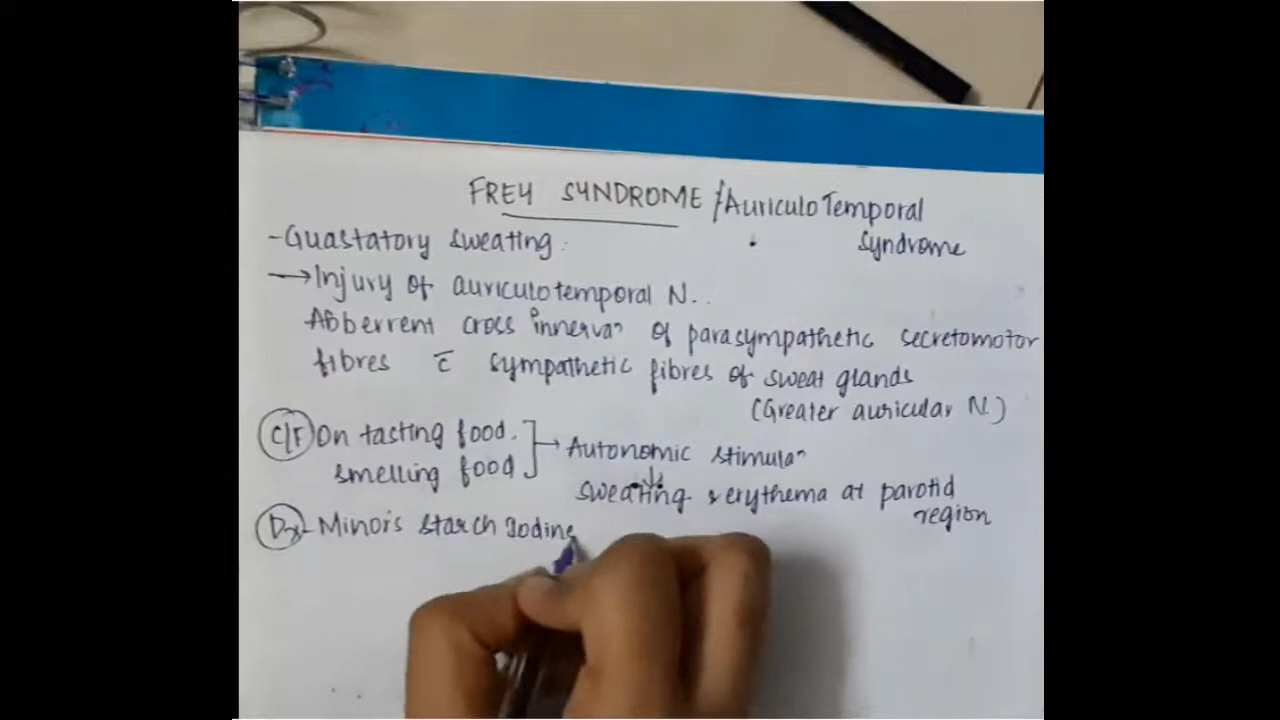 FREY SYNDROME / Auriculo Temporal
Syndrome
- Guastatory sweating
→ Injury of auriculotemporal N..
Abberrent cross innervaⁿ of parasympathetic secretomotor
fibres c̄ sympathetic fibres of sweat glands
(Greater auricular N.)
C/F On tasting food.
smelling food → Autonomic stimulaⁿ
↓
sweating & erythema at parotid
region
Dx - Minor's starch Iodine